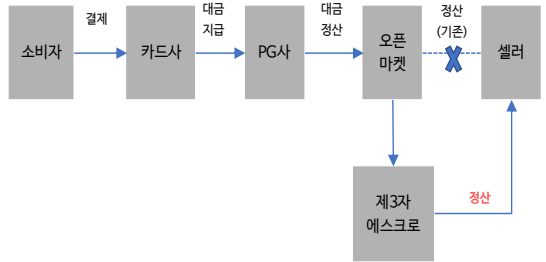 결제
대금
지급
대금
정산
정산
(기존)
소비자
카드사
PG사
오픈
마켓
셀러
제3자
에스크로
정산